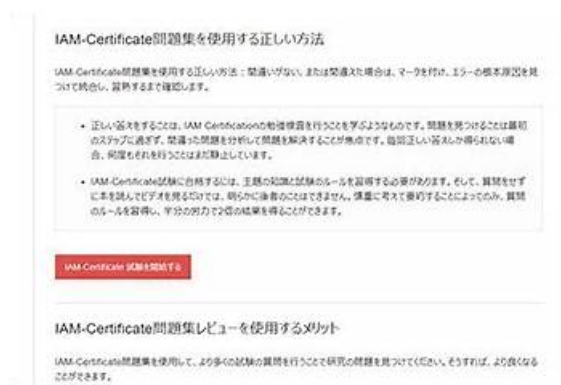 IAM-Certificate問題集を使用する正しい方法
IAM-Certificate問題集を使用する正しい方法：間違いがない、または間違えた場合は、マークを付け、エラーの根本原因を見
つけて統合し、習熟するまで確認します。
正しい答えをすることは、IAM Certificationの勉強検査を行うことを学ぶようなものです。問題を見つけることは最初
のステップに過ぎず、間違った問題を分析して問題を解決することが焦点です。毎回正しい答えしか得られない場
合、何度もそれを行うことはまだ静止しています。
IAM-Certificate試験に合格するには、主題の知識と試験のルールを習得する必要があります。そして、質問をせず
に本を読んでビデオを見るだけでは、明らかに後者のことはできません。慎重に考えて要約することによってのみ、質問
のルールを習得し、半分の労力で2倍の結果を得ることができます。
IAM-Certificate 試験を開始する
IAM-Certificate問題集レビューを使用するメリット
IAM-Certificate問題集を使用して、より多くの試験の質問を行うことで研究の問題を見つけてください。そうすれば、より良くなる
ことができます。